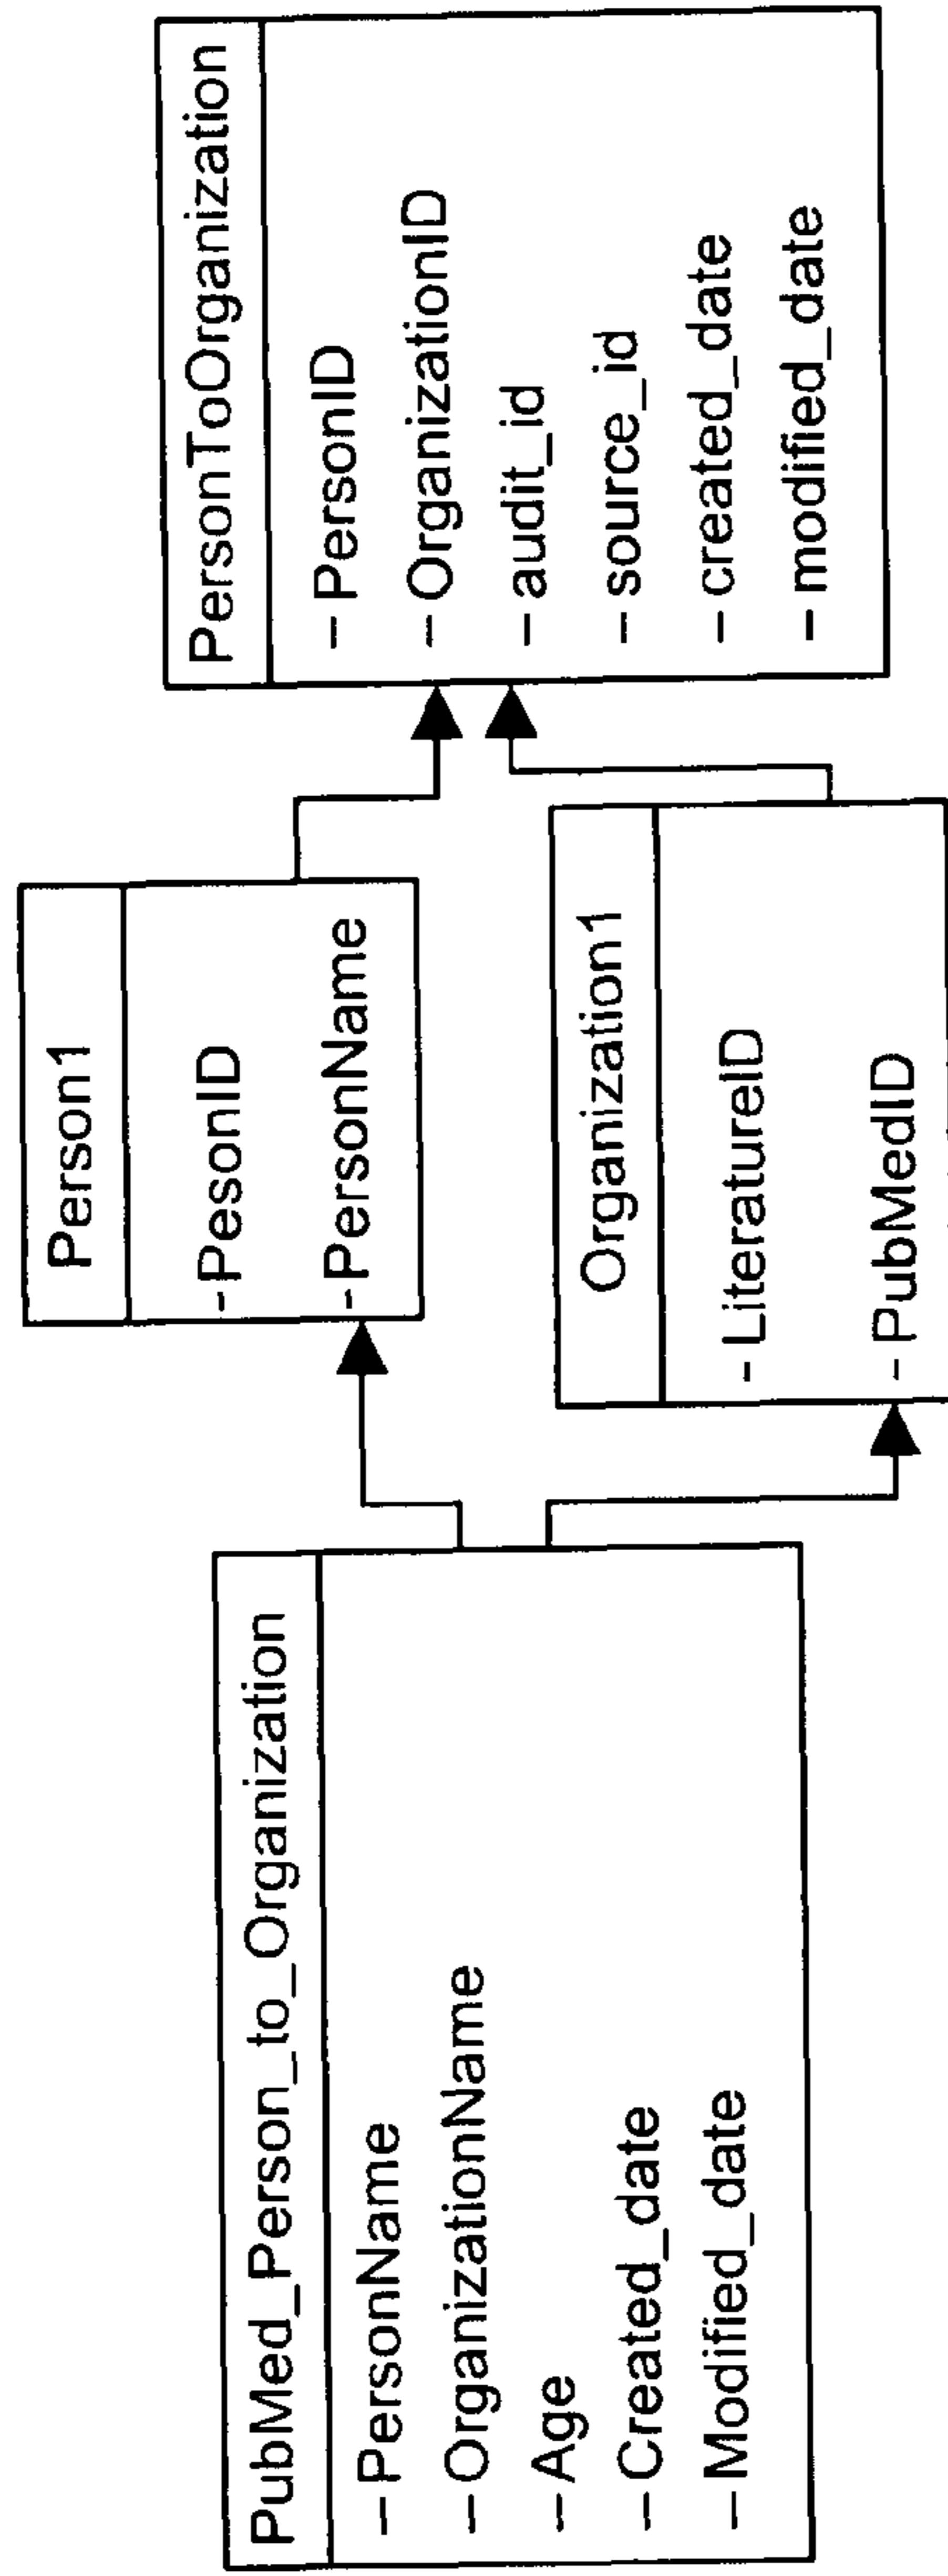 PubMed_Person_to_Organization
– PersonName
– OrganizationName
– Age
– Created_date
– Modified_date
Person1
- PesonID
- PersonName
Organization1
- LiteratureID
- PubMedID
PersonToOrganization
– PersonID
– OrganizationID
– audit_id
– source_id
– created_date
– modified_date